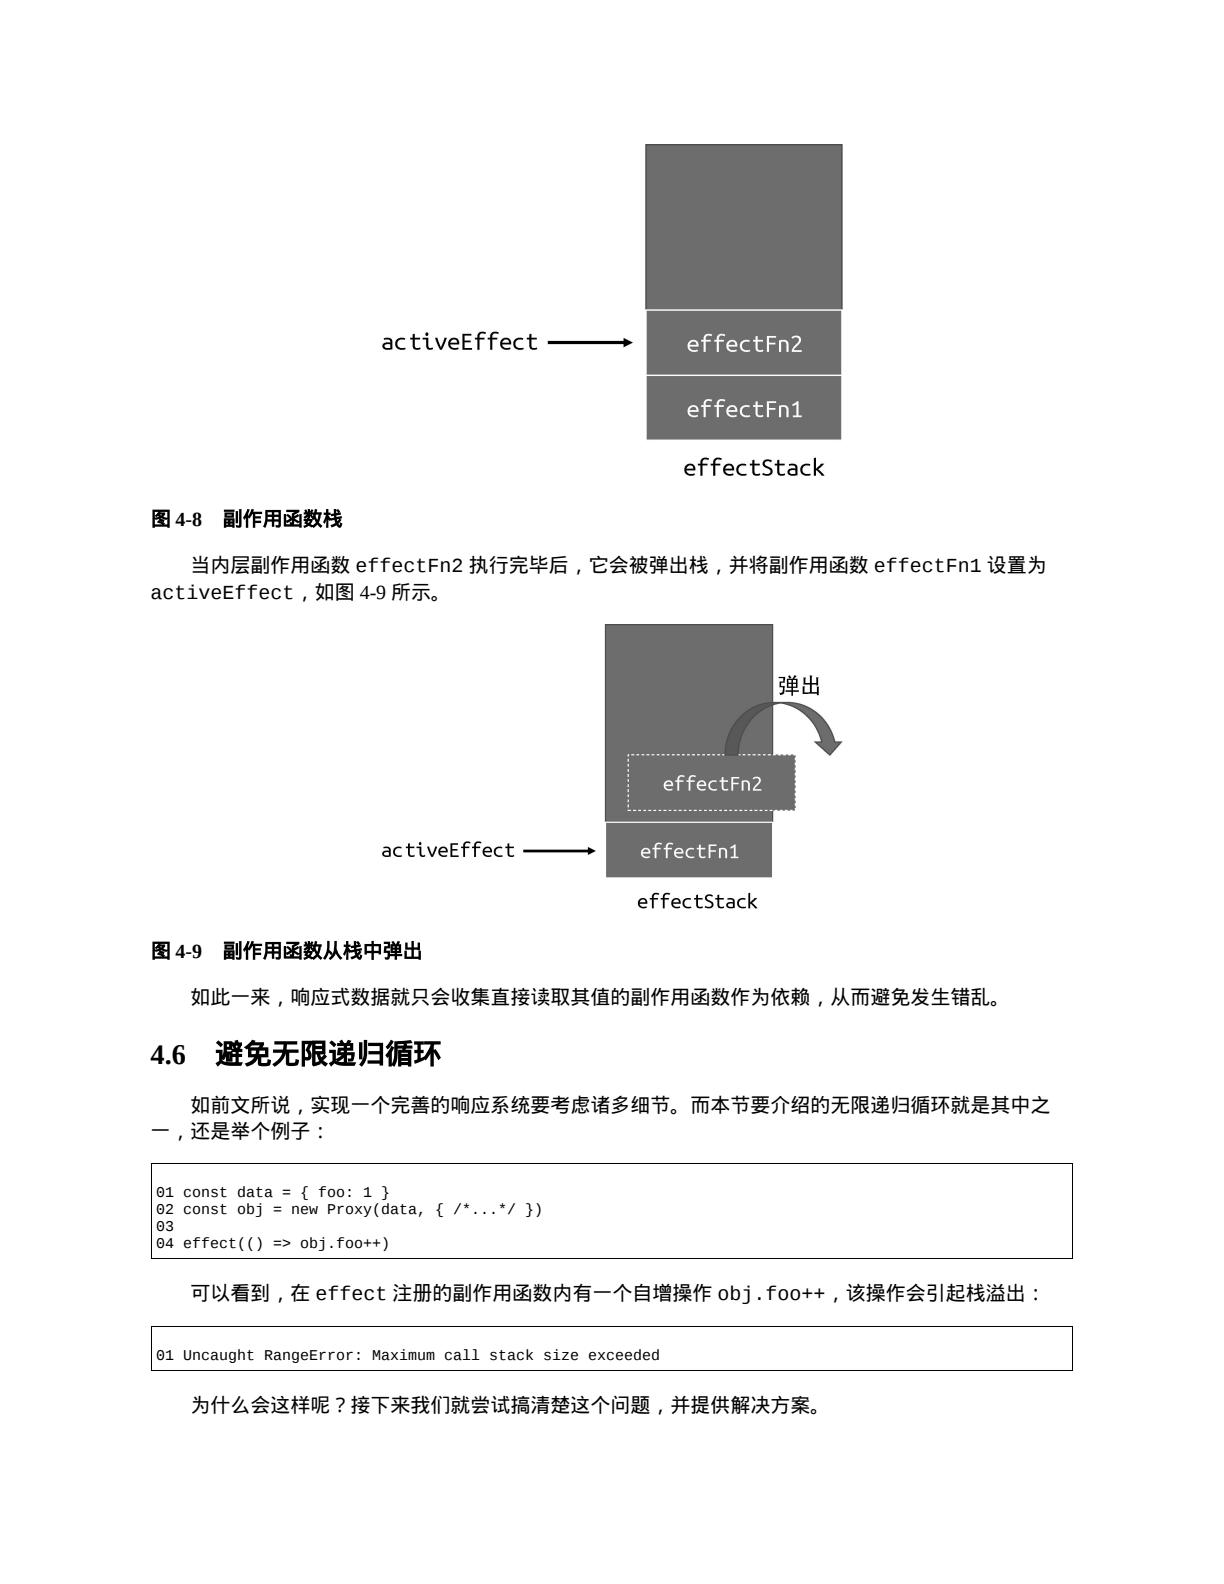 activeEffect
effectFn2
effectFn1
effectStack
图 4-8　副作用函数栈
当内层副作用函数 effectFn2 执行完毕后，它会被弹出栈，并将副作用函数 effectFn1 设置为
activeEffect，如图 4-9 所示。
弹出
effectFn2
activeEffect
effectFn1
effectStack
图 4-9　副作用函数从栈中弹出
如此一来，响应式数据就只会收集直接读取其值的副作用函数作为依赖，从而避免发生错乱。
4.6　避免无限递归循环
如前文所说，实现一个完善的响应系统要考虑诸多细节。而本节要介绍的无限递归循环就是其中之
一，还是举个例子：
01 const data = { foo: 1 }
02 const obj = new Proxy(data, { /*...*/ })
03
04 effect(() => obj.foo++)
可以看到，在 effect 注册的副作用函数内有一个自增操作 obj.foo++，该操作会引起栈溢出：
01 Uncaught RangeError: Maximum call stack size exceeded
为什么会这样呢？接下来我们就尝试搞清楚这个问题，并提供解决方案。